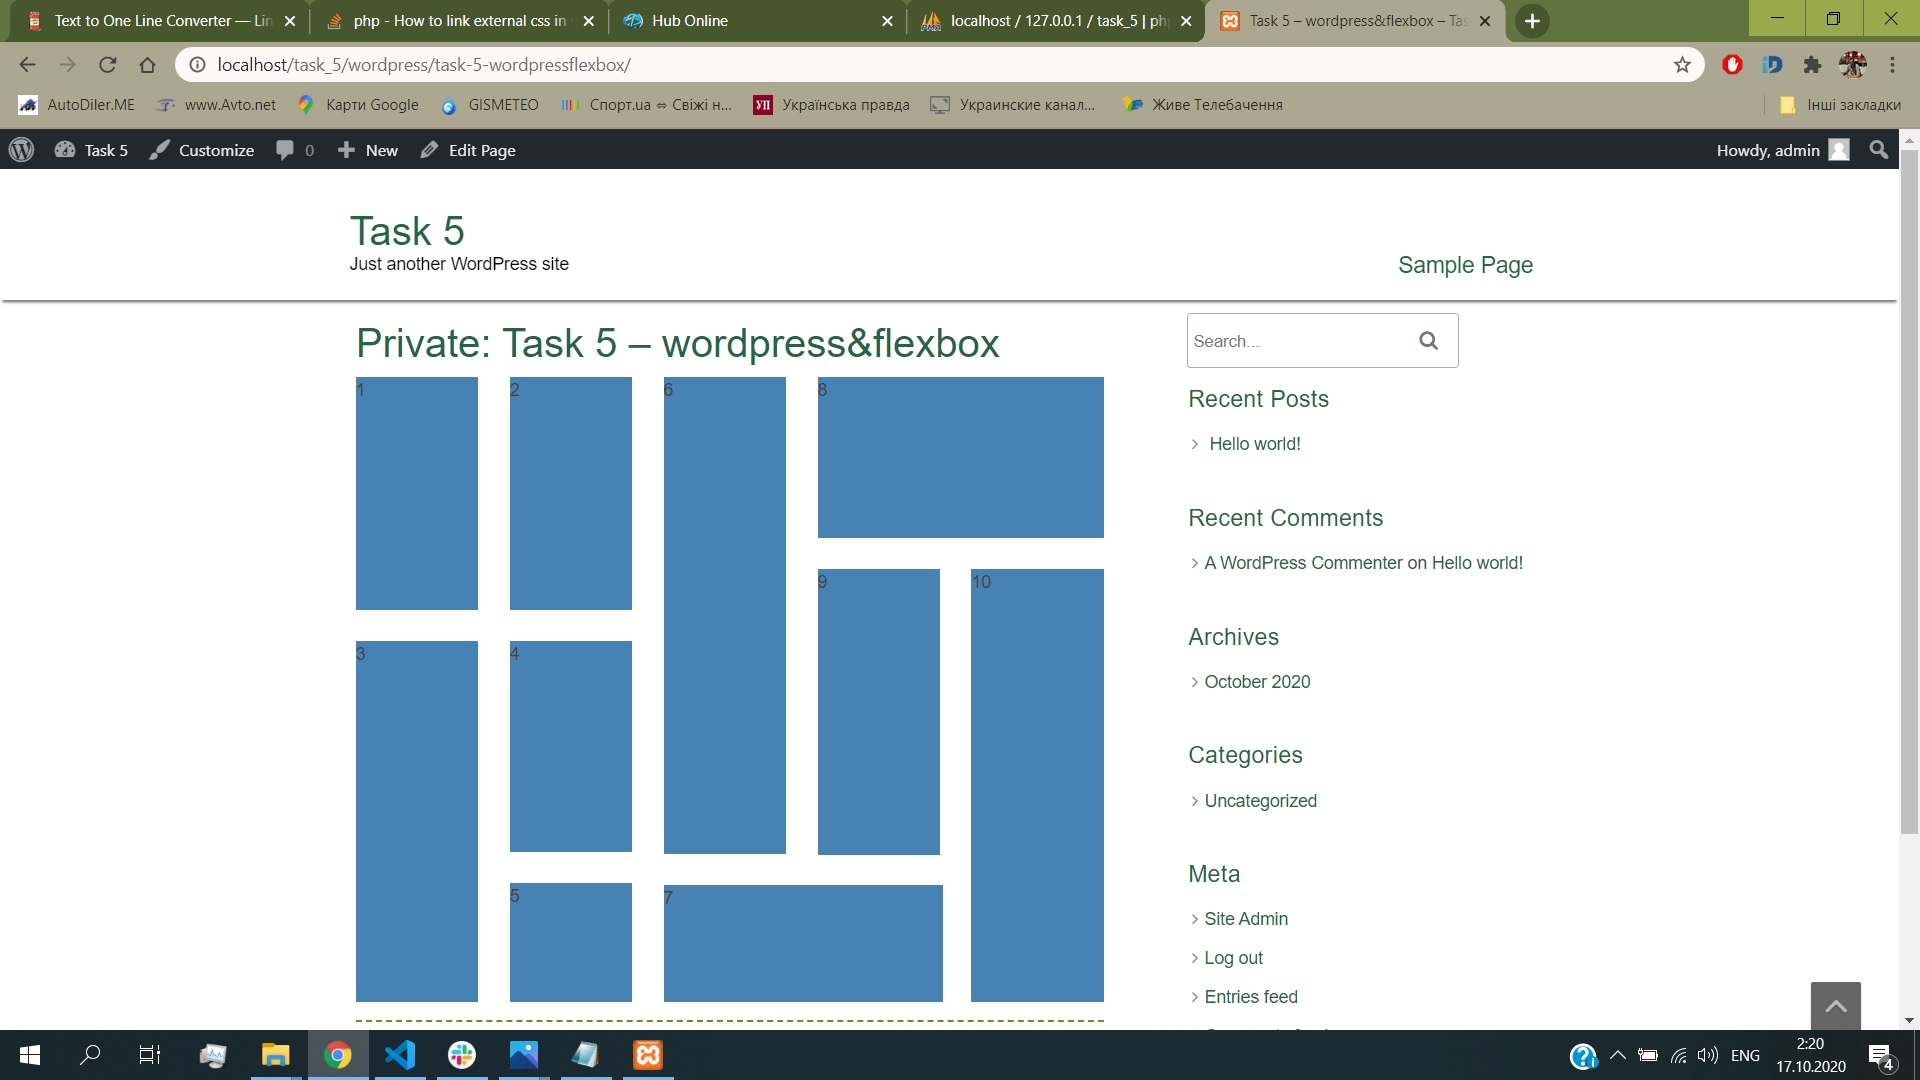 Text to One Line Converter — Lin
php - How to link external css in
Hub Online
localhost / 127.0.0.1 / task_5 | ph
Task 5 – wordpress&flexbox – Tas
localhost/task_5/wordpress/task-5-wordpressflexbox/
AutoDiler.ME
www.Avto.net
Карти Google
GISMETEO
Спорт.ua ⇔ Свіжі н...
УП
Українська правда
Украинские канал...
Живе Телебачення
Інші закладки
Task 5
Customize
0
New
Edit Page
Howdy, admin
Task 5
Just another WordPress site
Sample Page
Private: Task 5 – wordpress&flexbox
1
2
6
8
9
10
3
4
5
7
Search...
Recent Posts
Hello world!
Recent Comments
A WordPress Commenter on Hello world!
Archives
October 2020
Categories
Uncategorized
Meta
Site Admin
Log out
Entries feed
ENG
2:20
17.10.2020
4